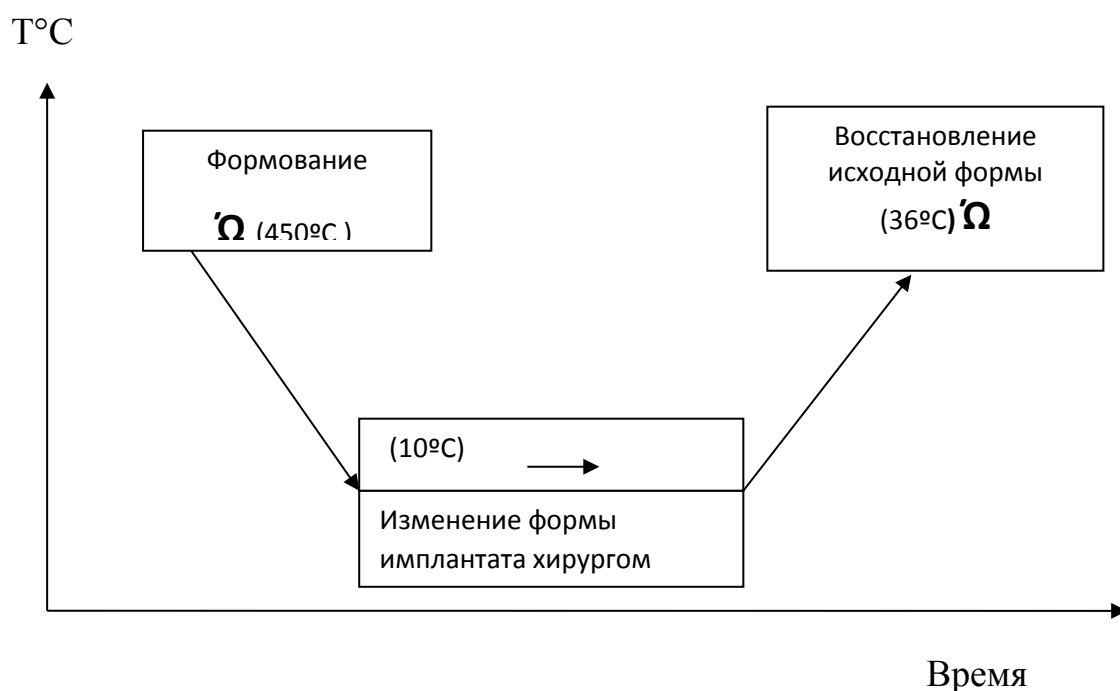 T°C
Формование
Ώ (450ºC )
Восстановление
исходной формы
(36ºC) Ώ
(10ºC)
Изменение формы
имплантата хирургом
Время